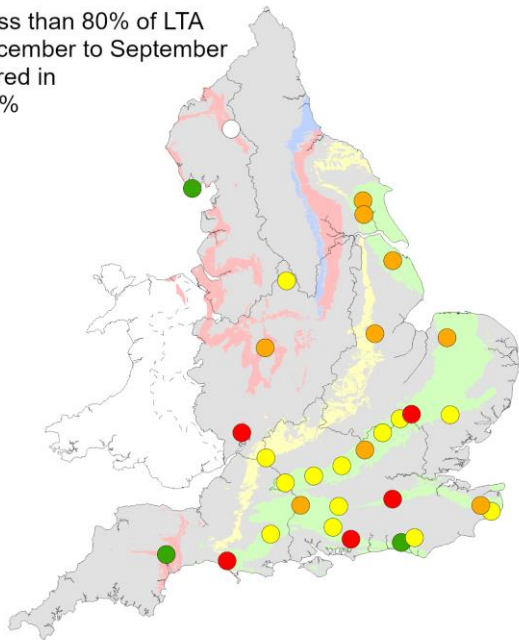 ss than 80% of LTA
cember to September
red in
%